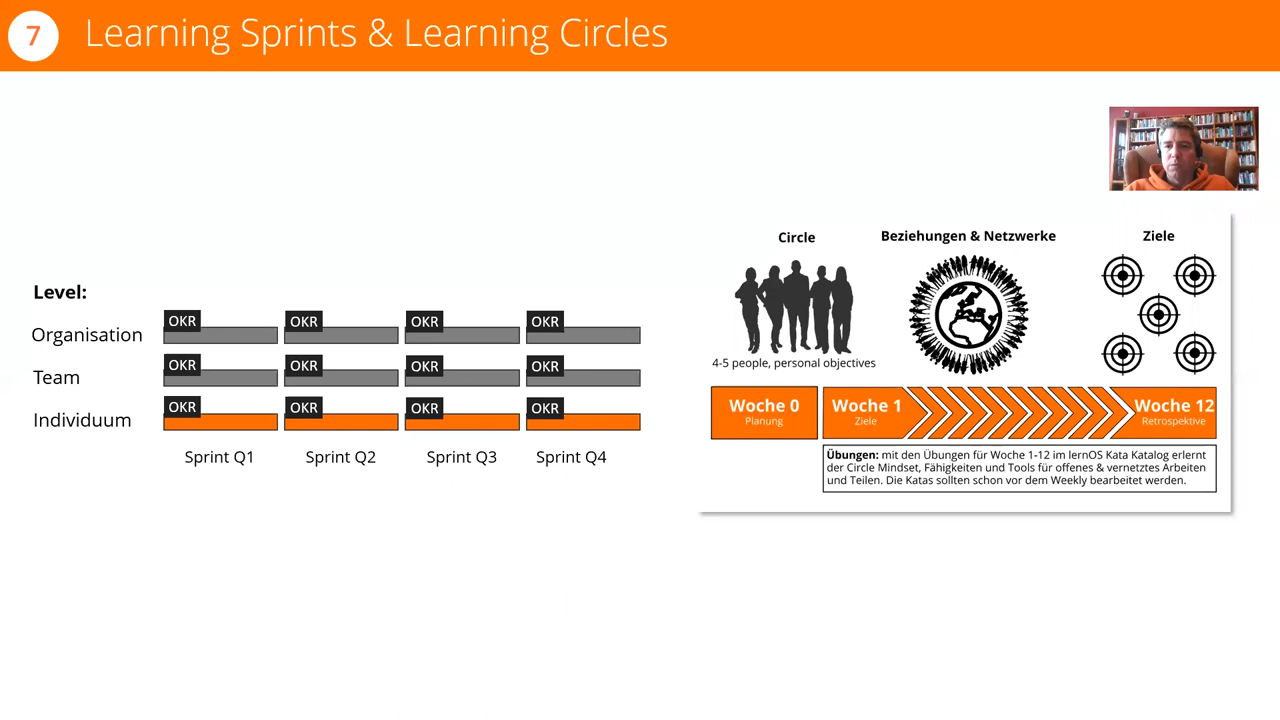 7
Learning Sprints & Learning Circles
Level:
Organisation
OKR
OKR
OKR
OKR
Team
OKR
OKR
OKR
OKR
Individuum
OKR
OKR
OKR
OKR
Sprint Q1
Sprint Q2
Sprint Q3
Sprint Q4
Circle
Beziehungen & Netzwerke
Ziele
4-5 people, personal objectives
Woche 0
Planung
Woche 1
Ziele
Woche 12
Retrospektive
Übungen: mit den Übungen für Woche 1-12 im lernOS Kata Katalog erlernt
der Circle Mindset, Fähigkeiten und Tools für offenes & vernetztes Arbeiten
und Teilen. Die Katas sollten schon vor dem Weekly bearbeitet werden.